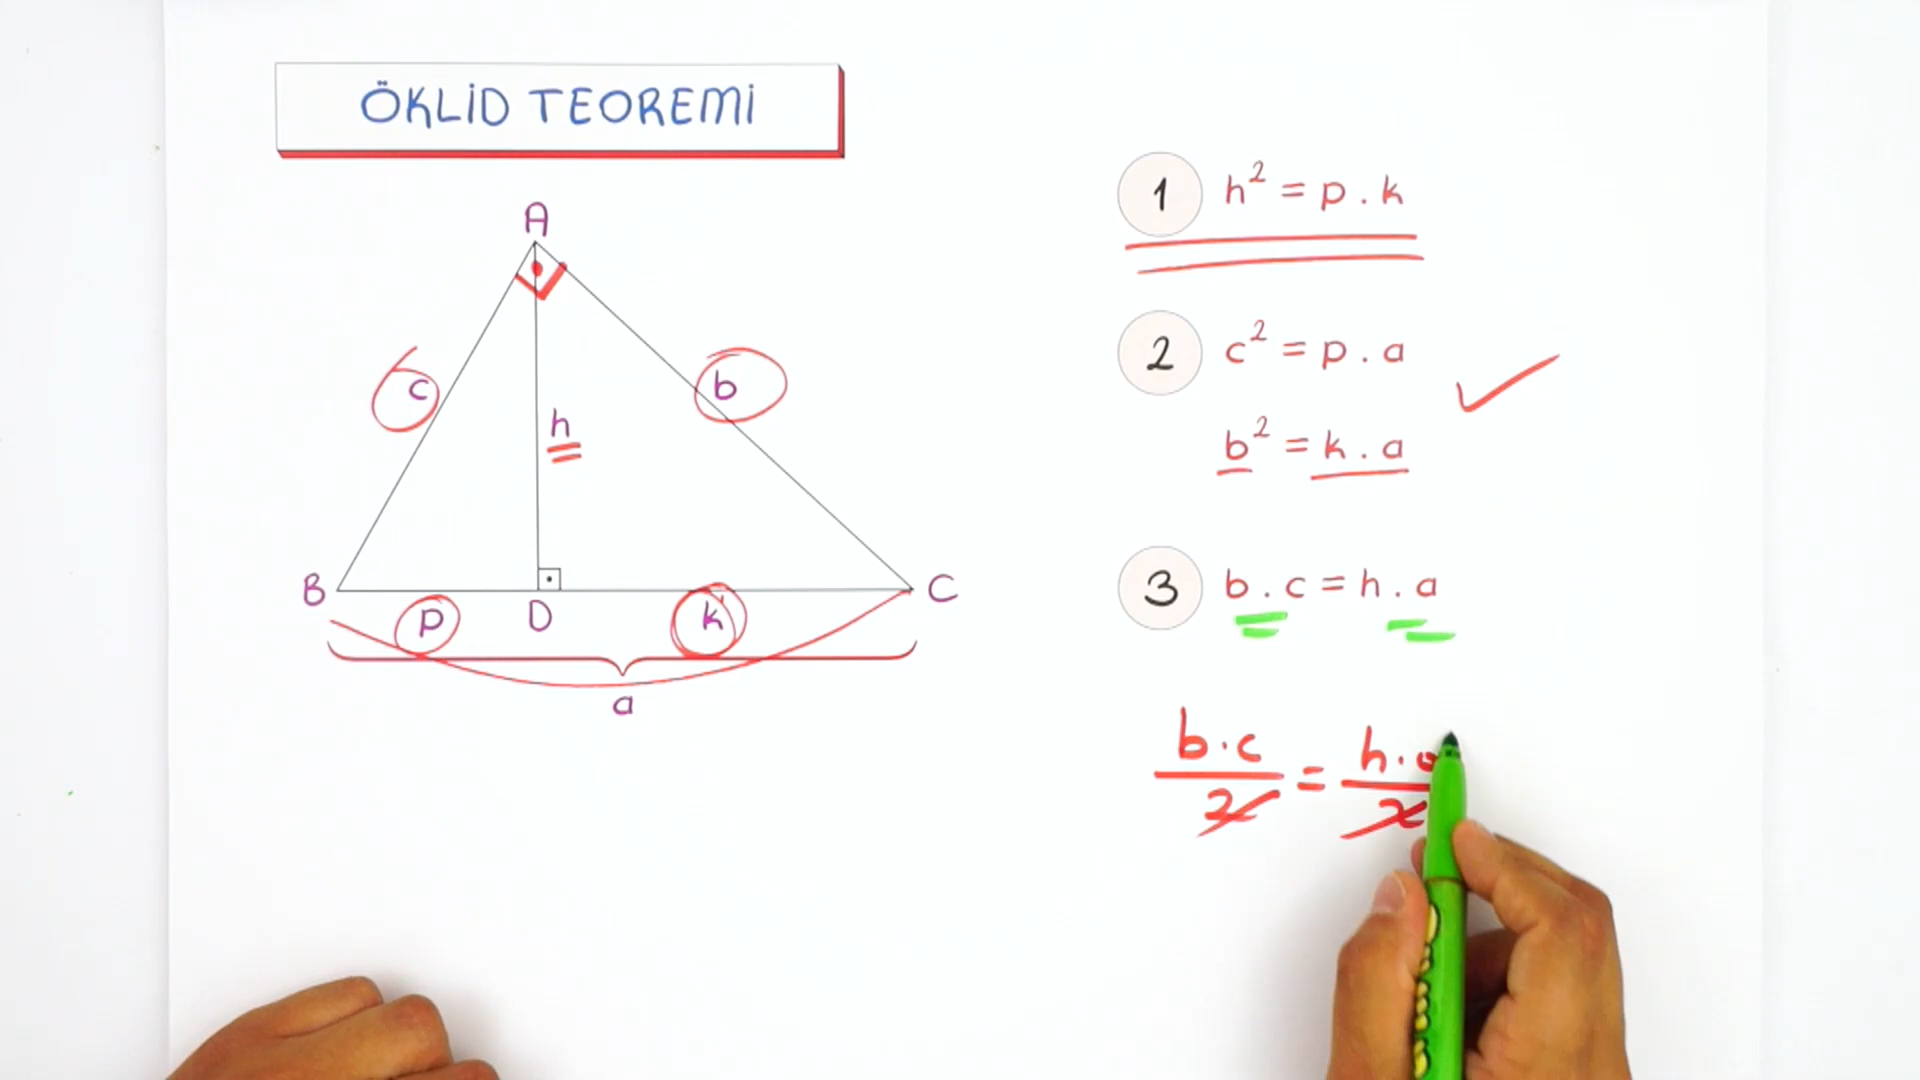 ÖKLİD TEOREMİ
A
c
b
h
B
p
D
k
C
a
1 h² = p . k
2 c² = p . a
b² = k . a
3 b . c = h . a
b . c / 2 = h . a / 2